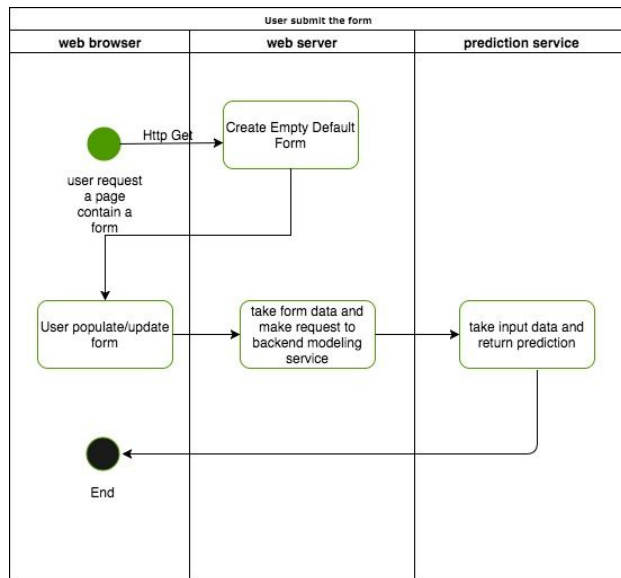 User submit the form
web browser
web server
prediction service
Http Get
Create Empty Default
Form
user request
a page
contain a
form
User populate/update
form
take form data and
make request to
backend modeling
service
take input data and
return prediction
End